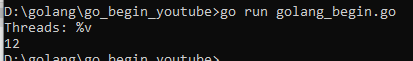 D:\golang\go_begin_youtube>go run golang_begin.go
Threads: %v
12
D:\golang\go_begin_youtube>